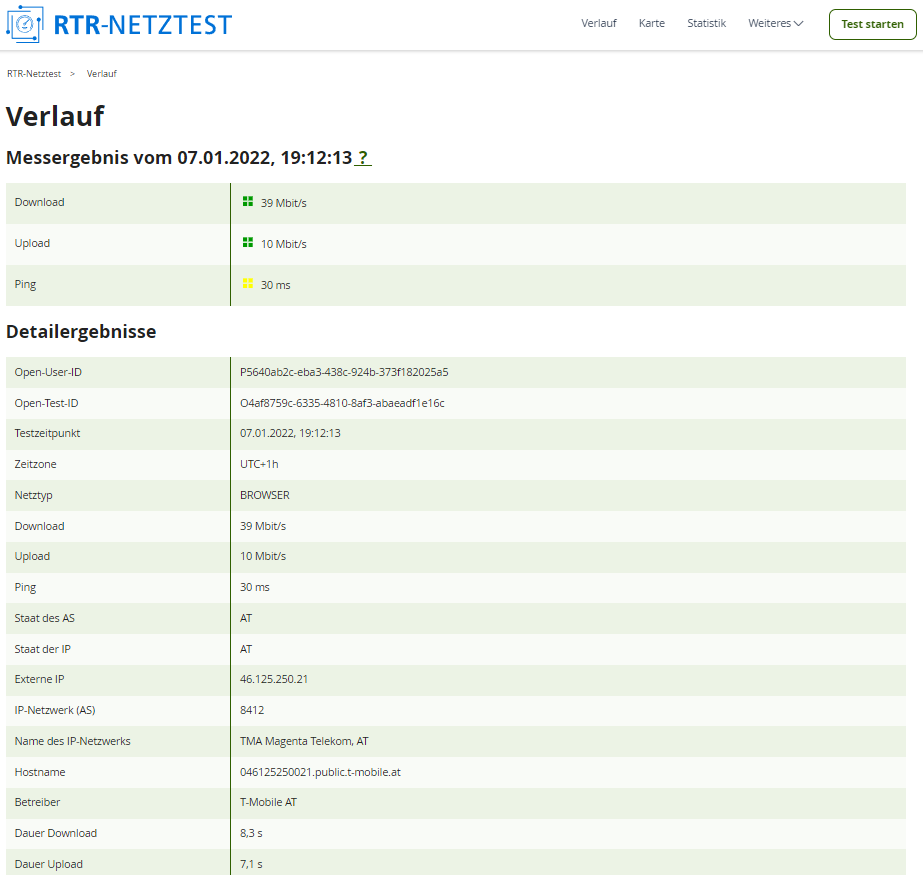 RTR-NETZTEST
Verlauf Karte Statistik Weiteres Test starten
RTR-Netztest > Verlauf
Verlauf
Messergebnis vom 07.01.2022, 19:12:13 ?
Download 39 Mbit/s
Upload 10 Mbit/s
Ping 30 ms
Detailergebnisse
Open-User-ID P5640ab2c-eba3-438c-924b-373f182025a5
Open-Test-ID O4af8759c-6335-4810-8af3-abaeadf1e16c
Testzeitpunkt 07.01.2022, 19:12:13
Zeitzone UTC+1h
Netztyp BROWSER
Download 39 Mbit/s
Upload 10 Mbit/s
Ping 30 ms
Staat des AS AT
Staat der IP AT
Externe IP 46.125.250.21
IP-Netzwerk (AS) 8412
Name des IP-Netzwerks TMA Magenta Telekom, AT
Hostname 046125250021.public.t-mobile.at
Betreiber T-Mobile AT
Dauer Download 8,3 s
Dauer Upload 7,1 s